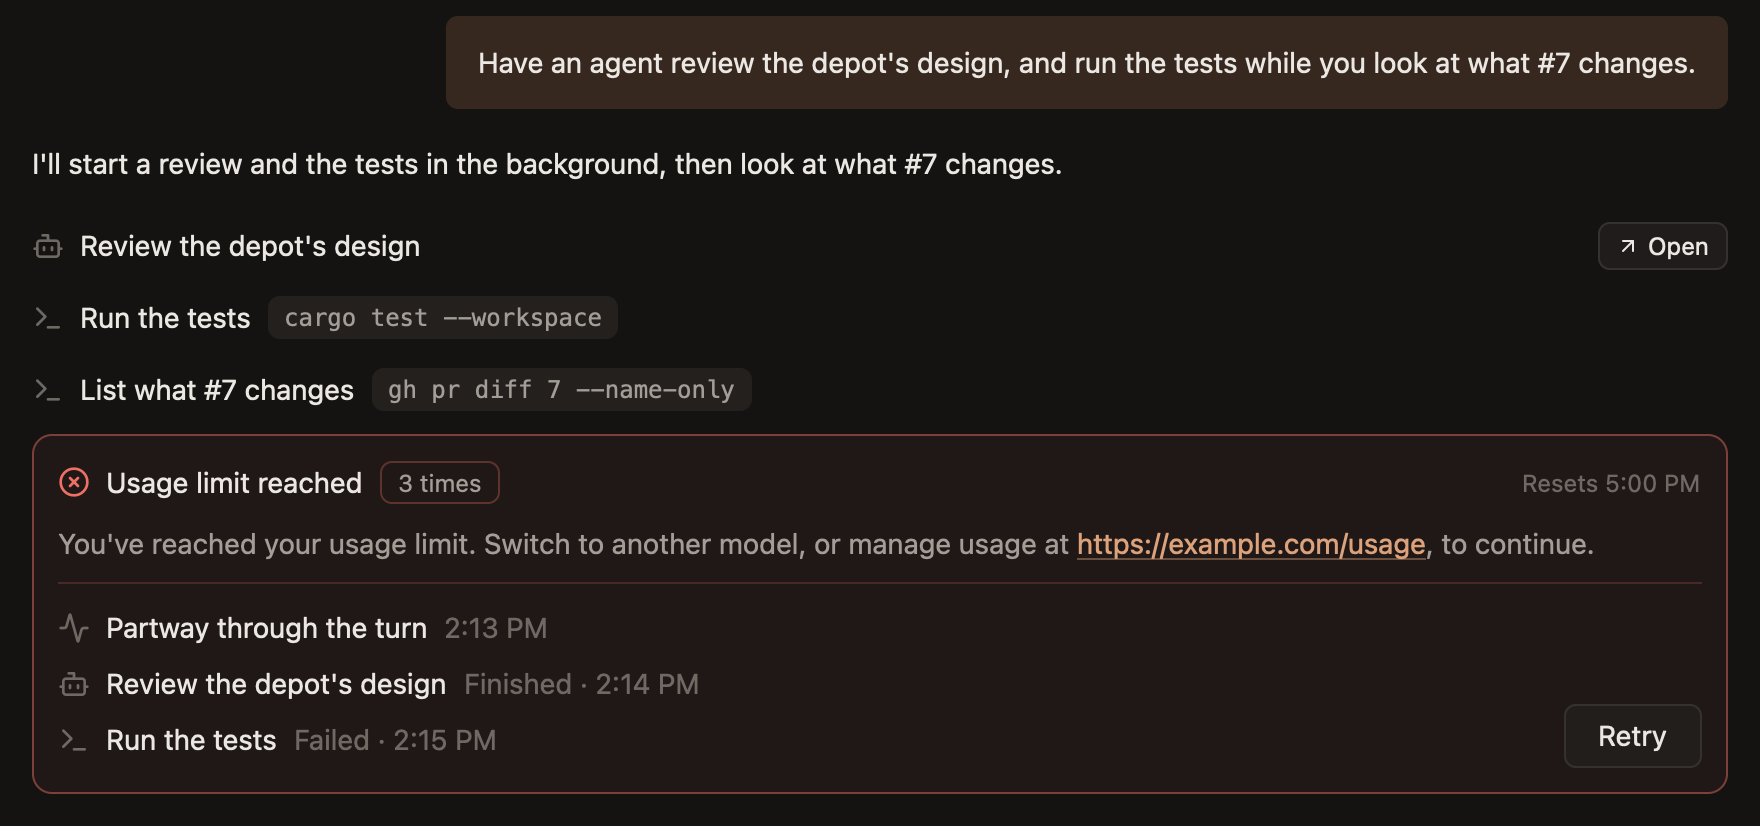 Have an agent review the depot's design, and run the tests while you look at what #7 changes.
I'll start a review and the tests in the background, then look at what #7 changes.
Review the depot's design
Open
Run the tests cargo test --workspace
List what #7 changes gh pr diff 7 --name-only
Usage limit reached 3 times Resets 5:00 PM
You've reached your usage limit. Switch to another model, or manage usage at https://example.com/usage, to continue.
Partway through the turn 2:13 PM
Review the depot's design Finished · 2:14 PM
Run the tests Failed · 2:15 PM
Retry